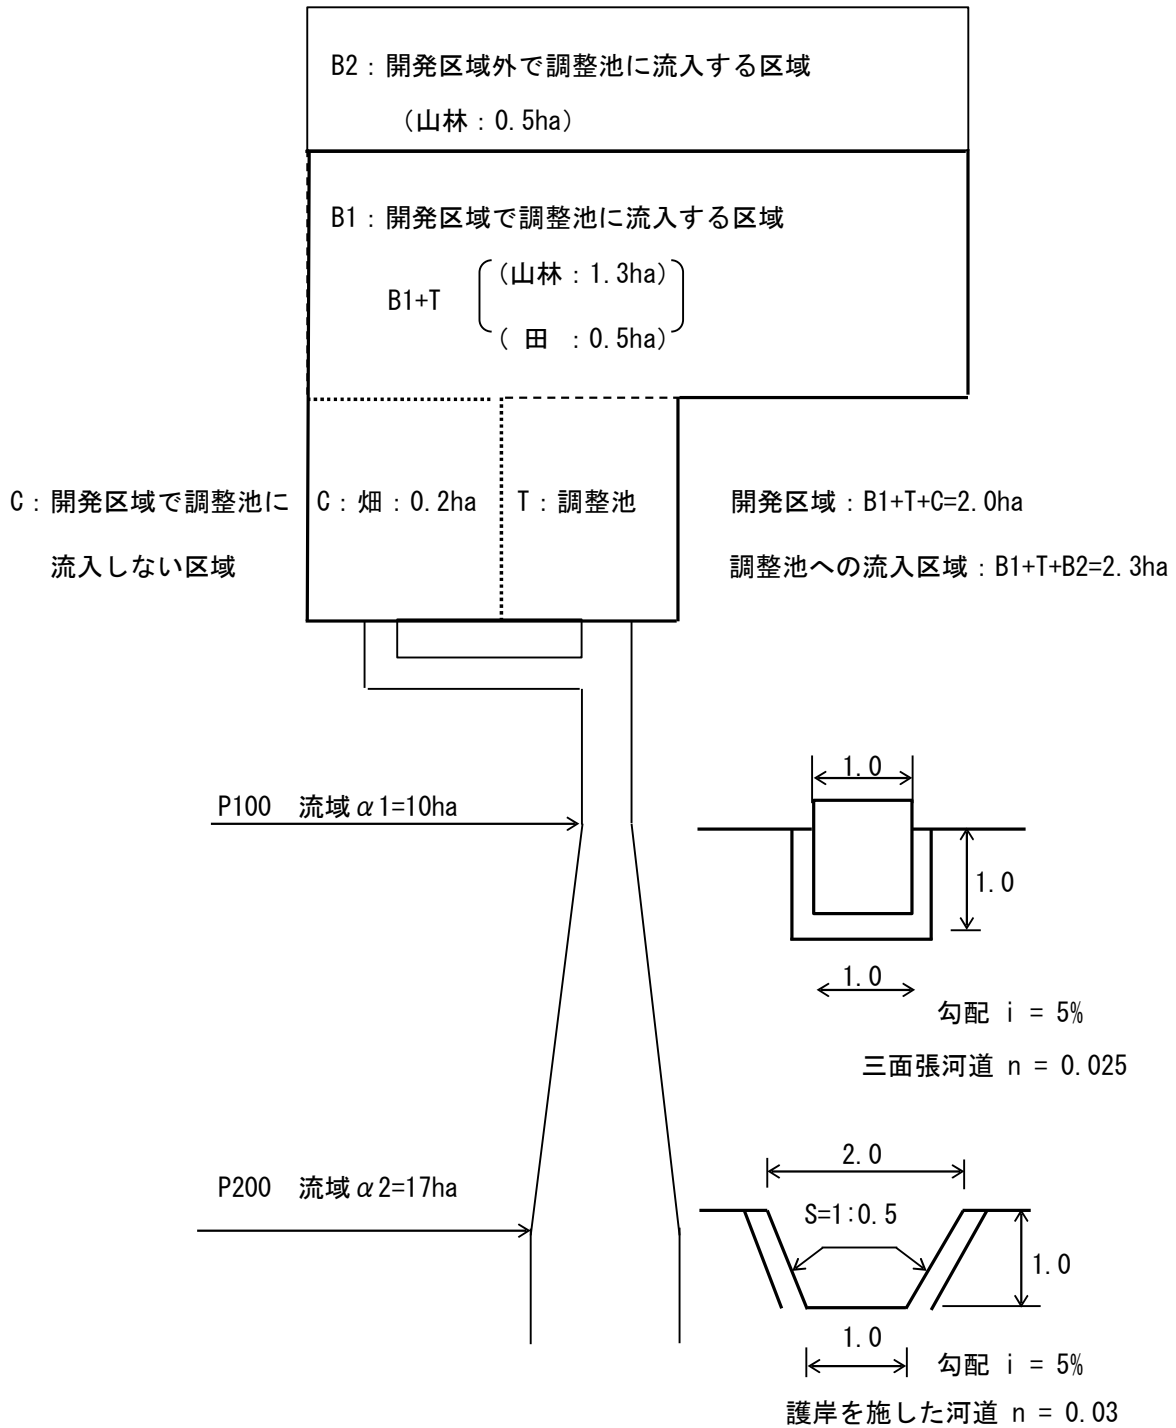 B2：開発区域外で調整池に流入する区域
（山林：0.5ha）
B1：開発区域で調整池に流入する区域
B1+T
（山林：1.3ha）
（ 田 ：0.5ha）
C：開発区域で調整池に
流入しない区域
C：畑：0.2ha
T：調整池
開発区域：B1+T+C=2.0ha
調整池への流入区域：B1+T+B2=2.3ha
P100 流域α1=10ha
1.0
1.0
1.0
勾配 i = 5%
三面張河道 n = 0.025
P200 流域α2=17ha
2.0
S=1:0.5
1.0
1.0
勾配 i = 5%
護岸を施した河道 n = 0.03